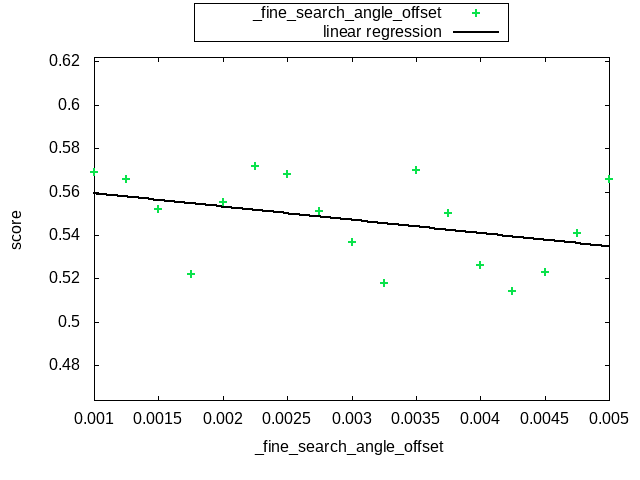 _fine_search_angle_offset
linear regression
0.62
0.6
0.58
0.56
0.54
0.52
0.5
0.48
score
0.001 0.0015 0.002 0.0025 0.003 0.0035 0.004 0.0045 0.005
_fine_search_angle_offset